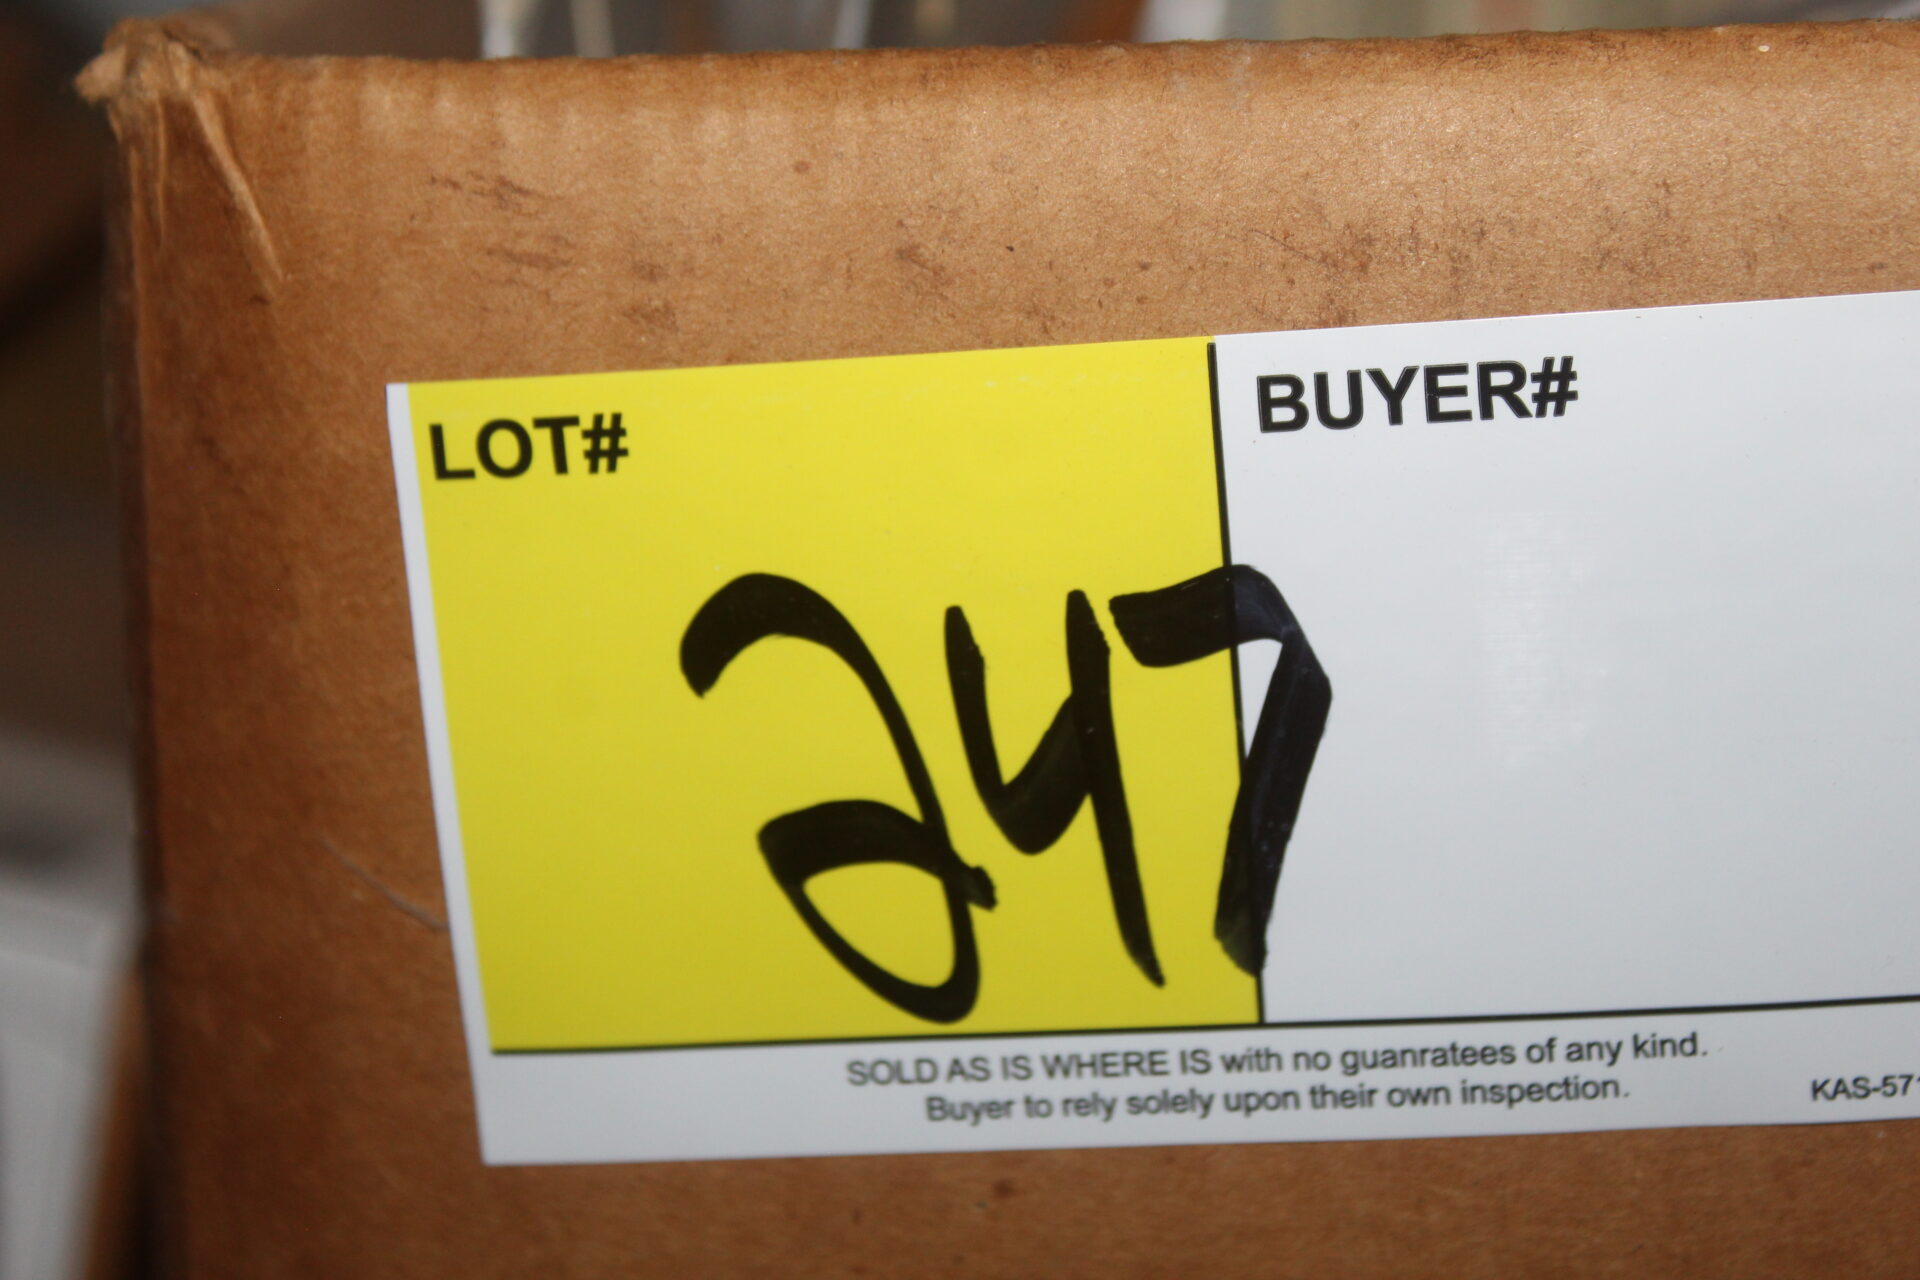 LOT#
BUYER#
247
SOLD AS IS WHERE IS with no guanratees of any kind.
Buyer to rely solely upon their own inspection.
KAS-571